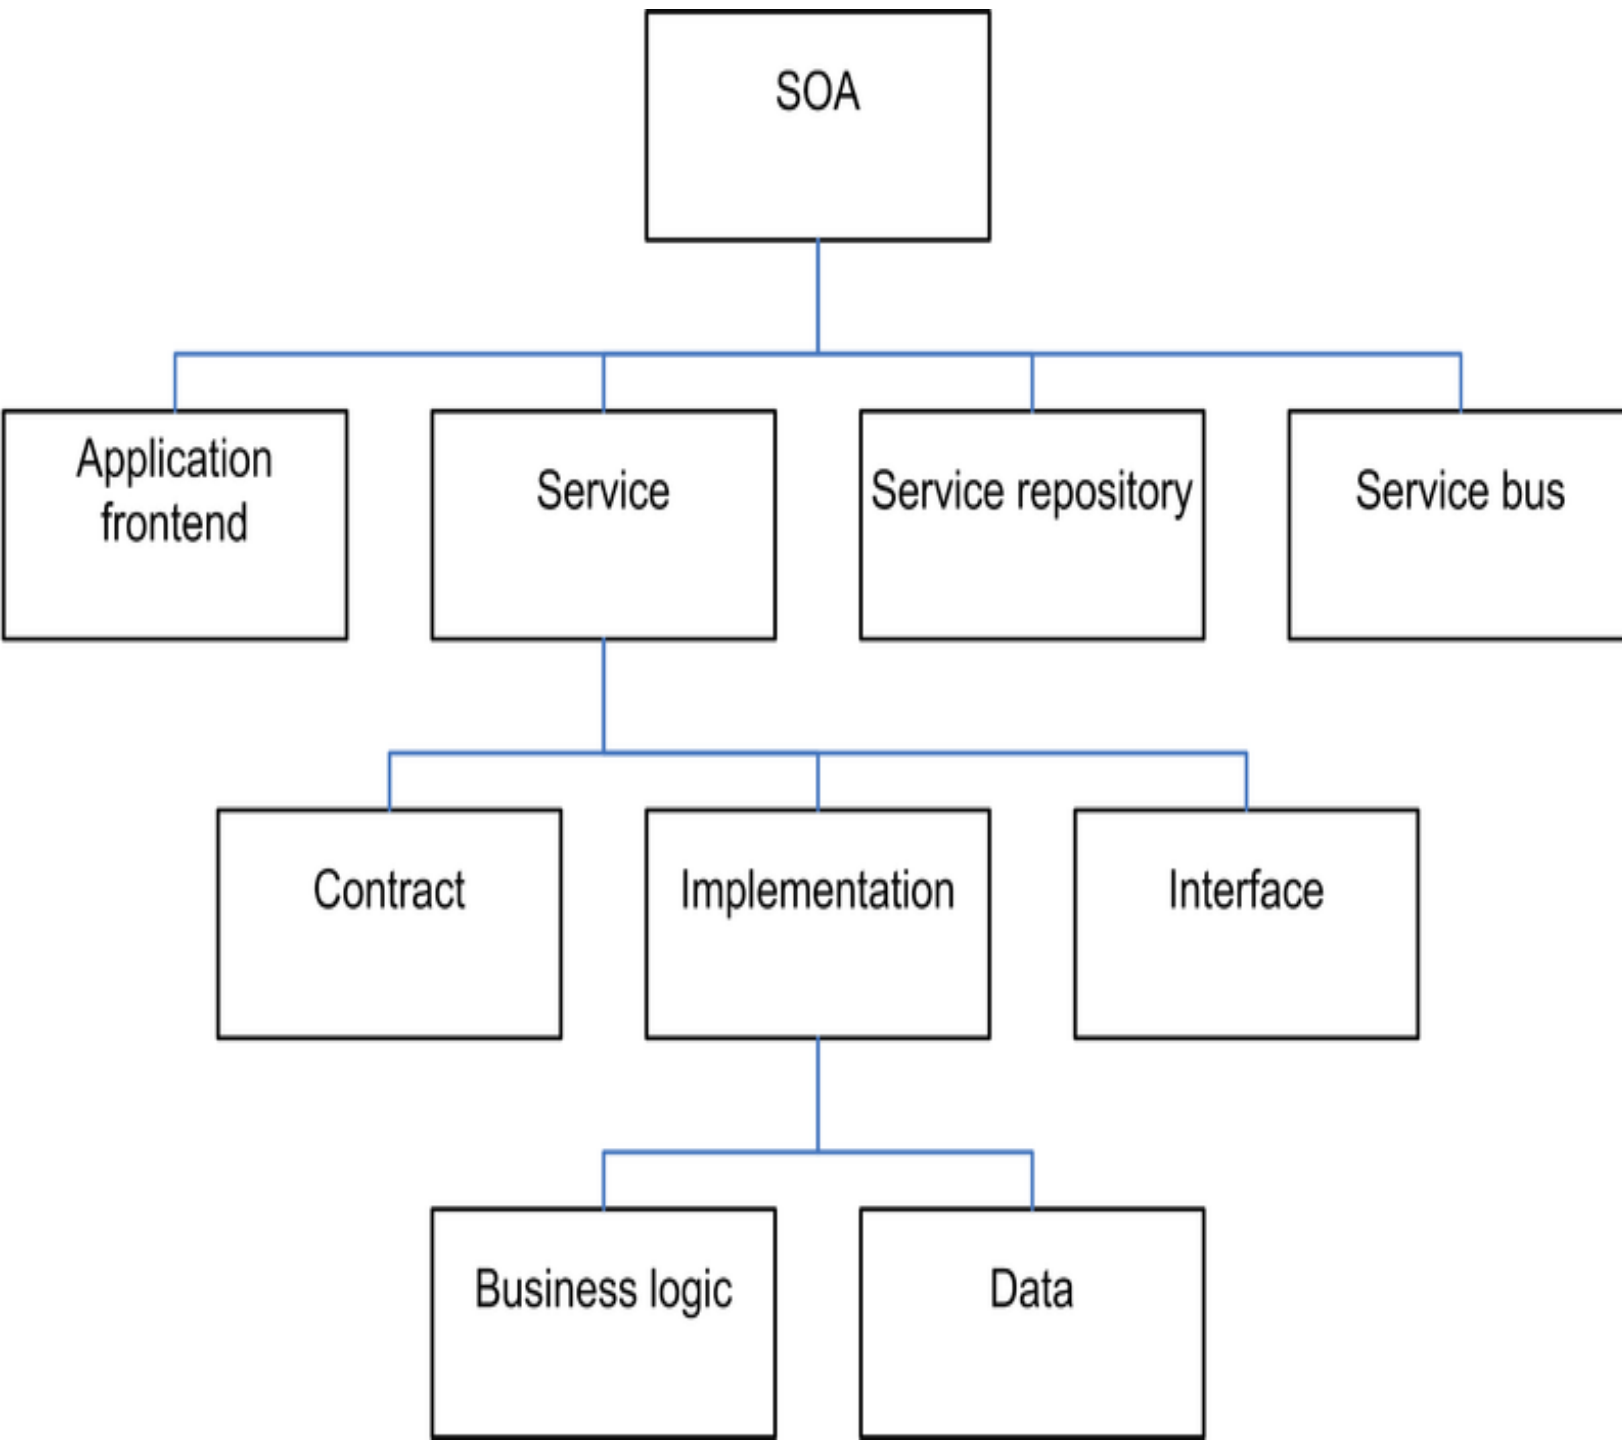 SOA
Application
frontend
Service
Service repository
Service bus
Contract
Implementation
Interface
Business logic
Data